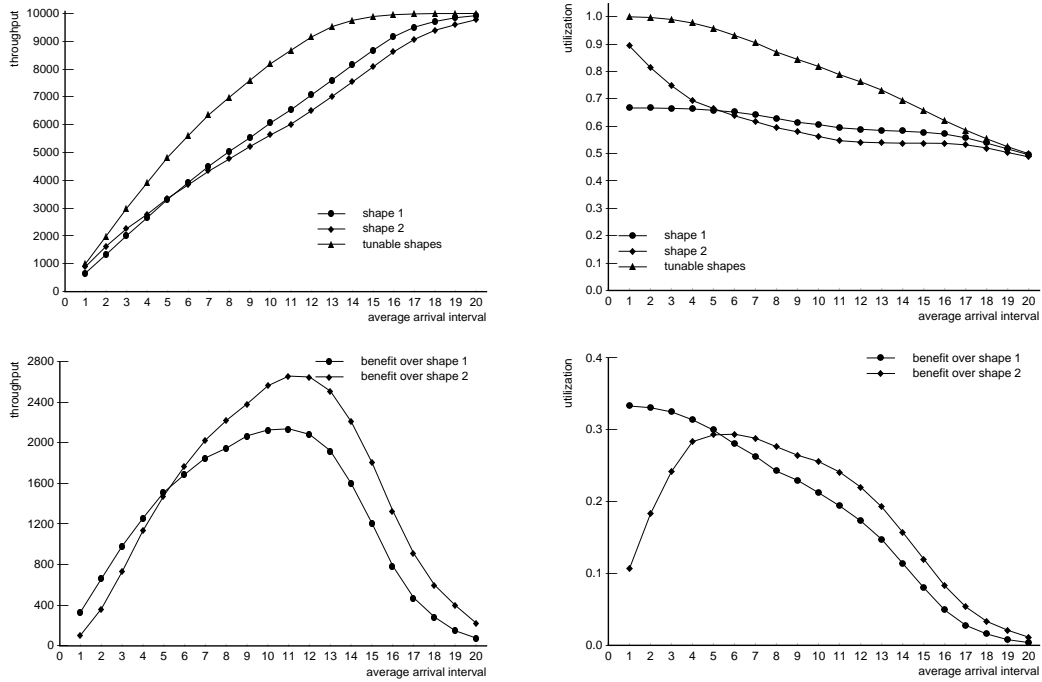 throughput
10000
9000
8000
7000
6000
5000
4000
3000
2000
1000
0
shape 1
shape 2
tunable shapes
0 1 2 3 4 5 6 7 8 9 10 11 12 13 14 15 16 17 18 19 20
average arrival interval
utilization
1.0
0.9
0.8
0.7
0.6
0.5
0.4
0.3
0.2
0.1
0.0
shape 1
shape 2
tunable shapes
0 1 2 3 4 5 6 7 8 9 10 11 12 13 14 15 16 17 18 19 20
average arrival interval
throughput
2800
2400
2000
1600
1200
800
400
0
benefit over shape 1
benefit over shape 2
0 1 2 3 4 5 6 7 8 9 10 11 12 13 14 15 16 17 18 19 20
average arrival interval
utilization
0.4
0.3
0.2
0.1
0.0
benefit over shape 1
benefit over shape 2
0 1 2 3 4 5 6 7 8 9 10 11 12 13 14 15 16 17 18 19 20
average arrival interval